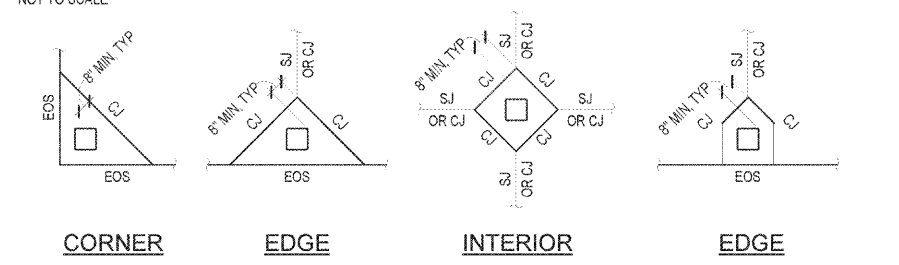 NOT TO SCALE
8" MIN, TYP
EOS
CJ
EOS
CORNER
8" MIN, TYP
SJ
OR CJ
CJ
CJ
EOS
EDGE
8" MIN, TYP
SJ
OR CJ
CJ
CJ
SJ
OR CJ
SJ
OR CJ
CJ
CJ
SJ
OR CJ
INTERIOR
8" MIN, TYP
SJ
OR CJ
CJ
CJ
EOS
EDGE